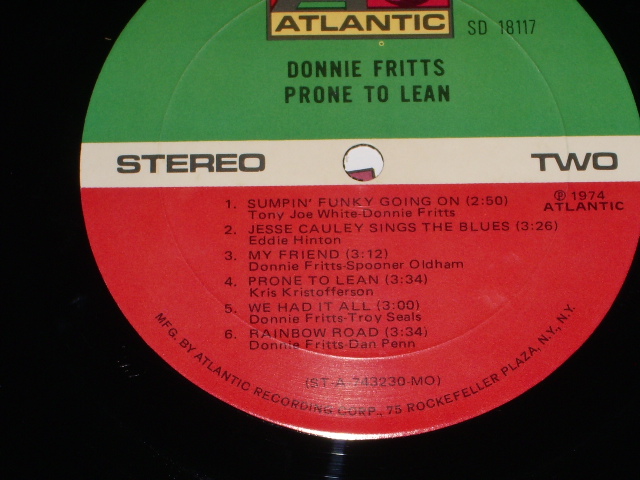 ATLANTIC
SD 18117
DONNIE FRITTS
PRONE TO LEAN
STEREO
TWO
℗ 1974
ATLANTIC
1. SUMPIN' FUNKY GOING ON (2:50)
Tony Joe White-Donnie Fritts
2. JESSE CAULEY SINGS THE BLUES (3:26)
Eddie Hinton
3. MY FRIEND (3:12)
Donnie Fritts-Spooner Oldham
4. PRONE TO LEAN (3:34)
Kris Kristofferson
5. WE HAD IT ALL (3:00)
Donnie Fritts-Troy Seals
6. RAINBOW ROAD (3:34)
Donnie Fritts-Dan Penn
(ST-A-743230-MO)
MFG. BY ATLANTIC RECORDING CORP., 75 ROCKEFELLER PLAZA, N.Y., N.Y.